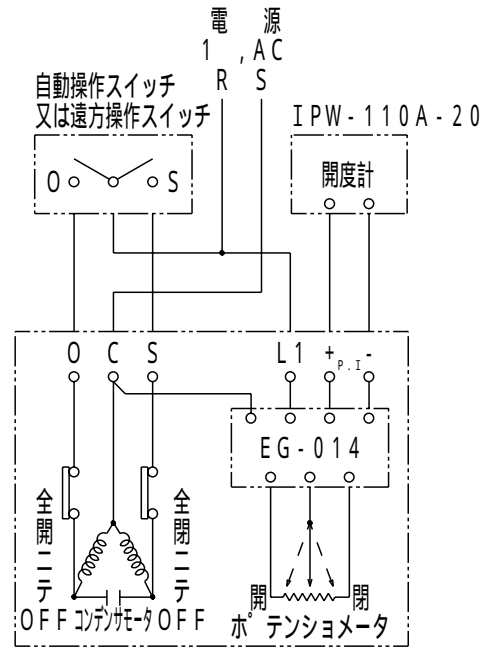 電 源
1 ,AC
R S
自動操作スイッチ
又は遠方操作スイッチ
IPW-110A-20
O S
開度計
O C S L1 + P.I -
EG-014
全開ニテOFF
全閉ニテOFF
コンデンサモータ
開 閉
ポテンショメータ